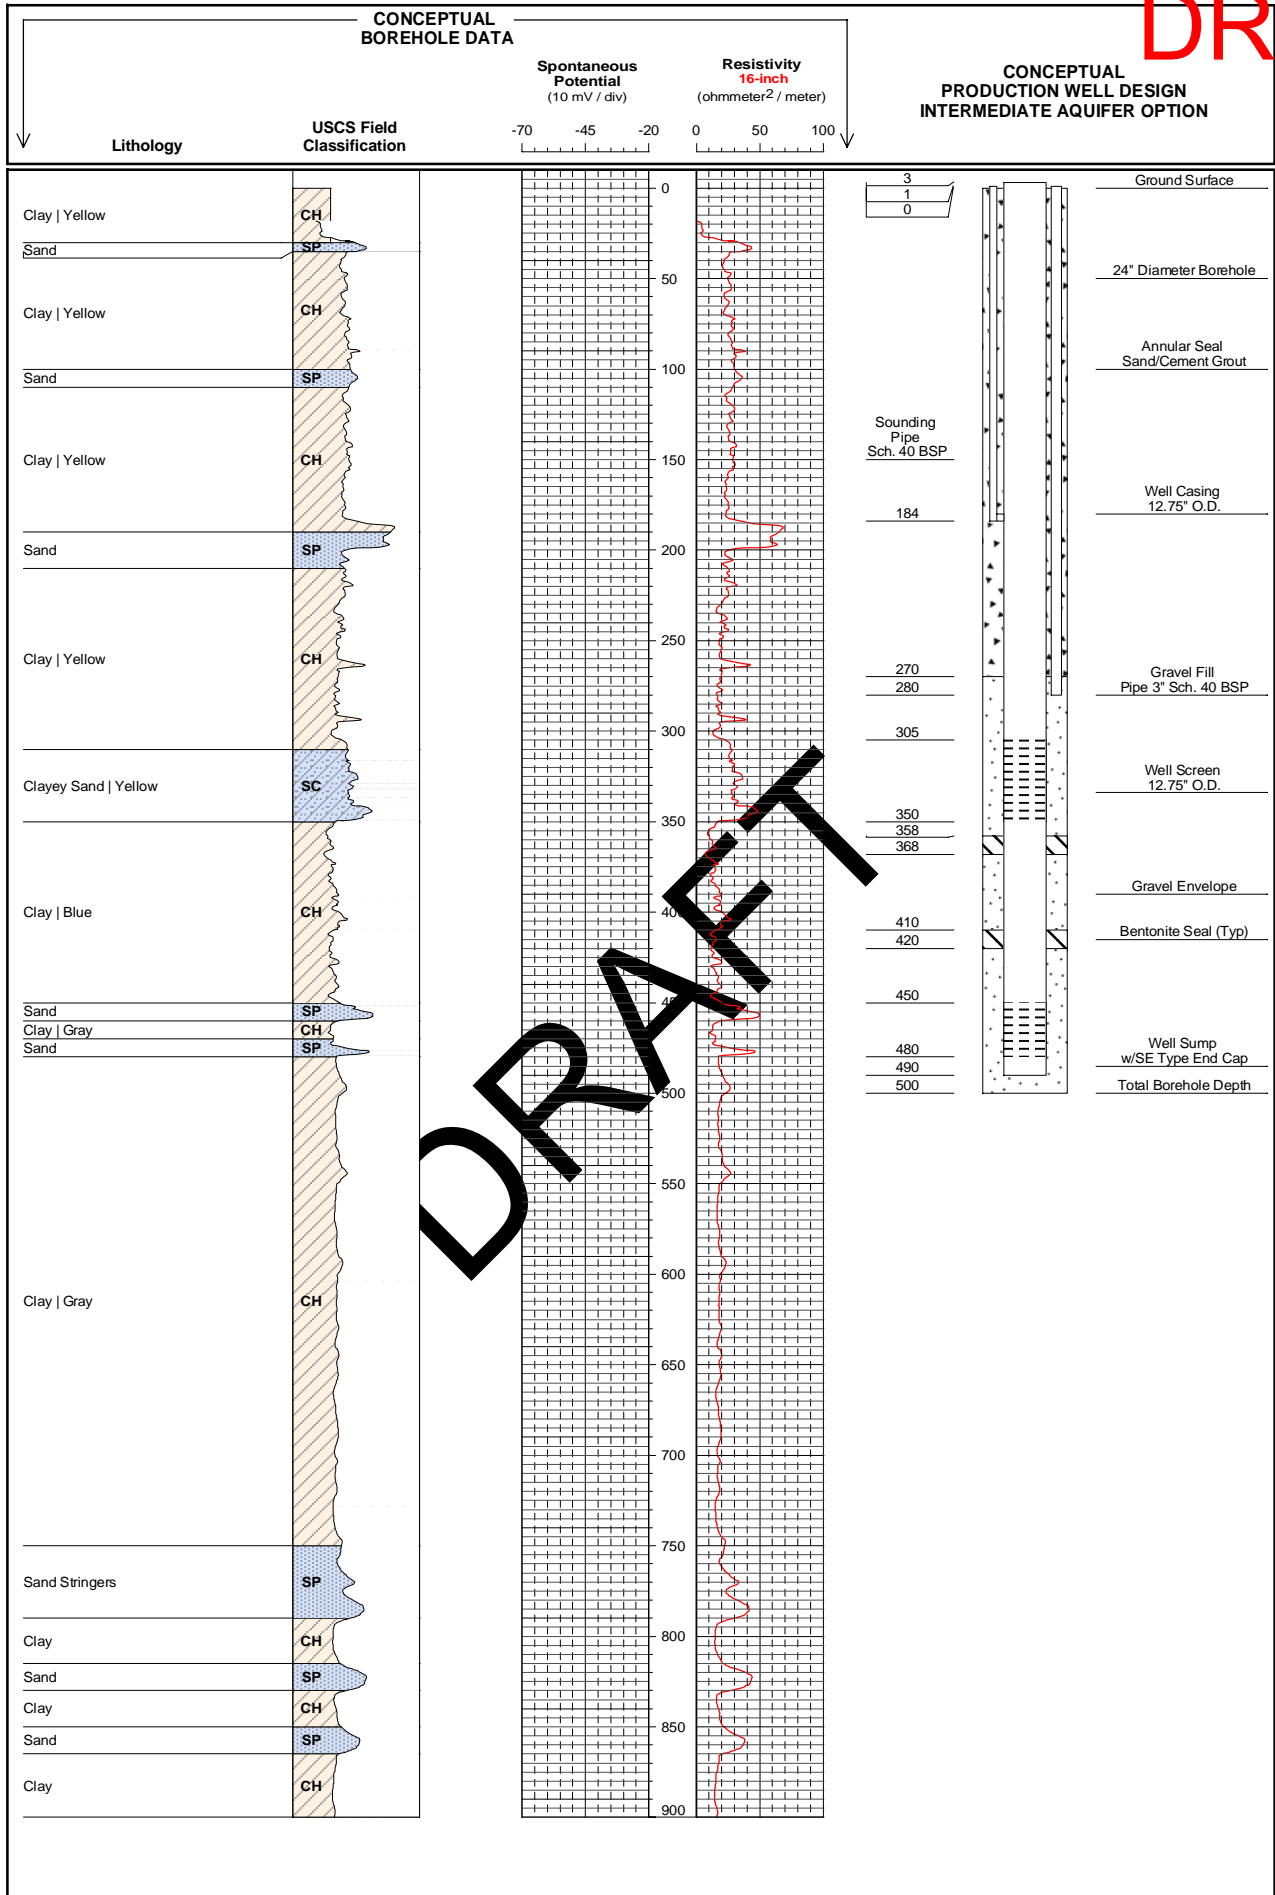 DR
CONCEPTUAL
BOREHOLE DATA
Spontaneous
Potential
(10 mV / div)
Resistivity
16-inch
(ohmmeter2 / meter)
CONCEPTUAL
PRODUCTION WELL DESIGN
INTERMEDIATE AQUIFER OPTION
Lithology
USCS Field
Classification
-70 -45 -20
0 50 100
Clay | Yellow
CH
Sand
SP
Clay | Yellow
CH
Sand
SP
Clay | Yellow
CH
Sand
SP
Clay | Yellow
CH
Clayey Sand | Yellow
SC
Clay | Blue
CH
Sand
SP
Clay | Gray
CH
Sand
SP
Clay | Gray
CH
Sand Stringers
SP
Clay
CH
Sand
SP
Clay
CH
Sand
SP
Clay
CH
0
50
100
150
200
250
300
350
400
450
500
550
600
650
700
750
800
850
900
DRAFT
3
1
0
Sounding
Pipe
Sch. 40 BSP
184
270
280
305
350
358
368
410
420
450
480
490
500
Ground Surface
24" Diameter Borehole
Annular Seal
Sand/Cement Grout
Well Casing
12.75" O.D.
Gravel Fill
Pipe 3" Sch. 40 BSP
Well Screen
12.75" O.D.
Gravel Envelope
Bentonite Seal (Typ)
Well Sump
w/SE Type End Cap
Total Borehole Depth